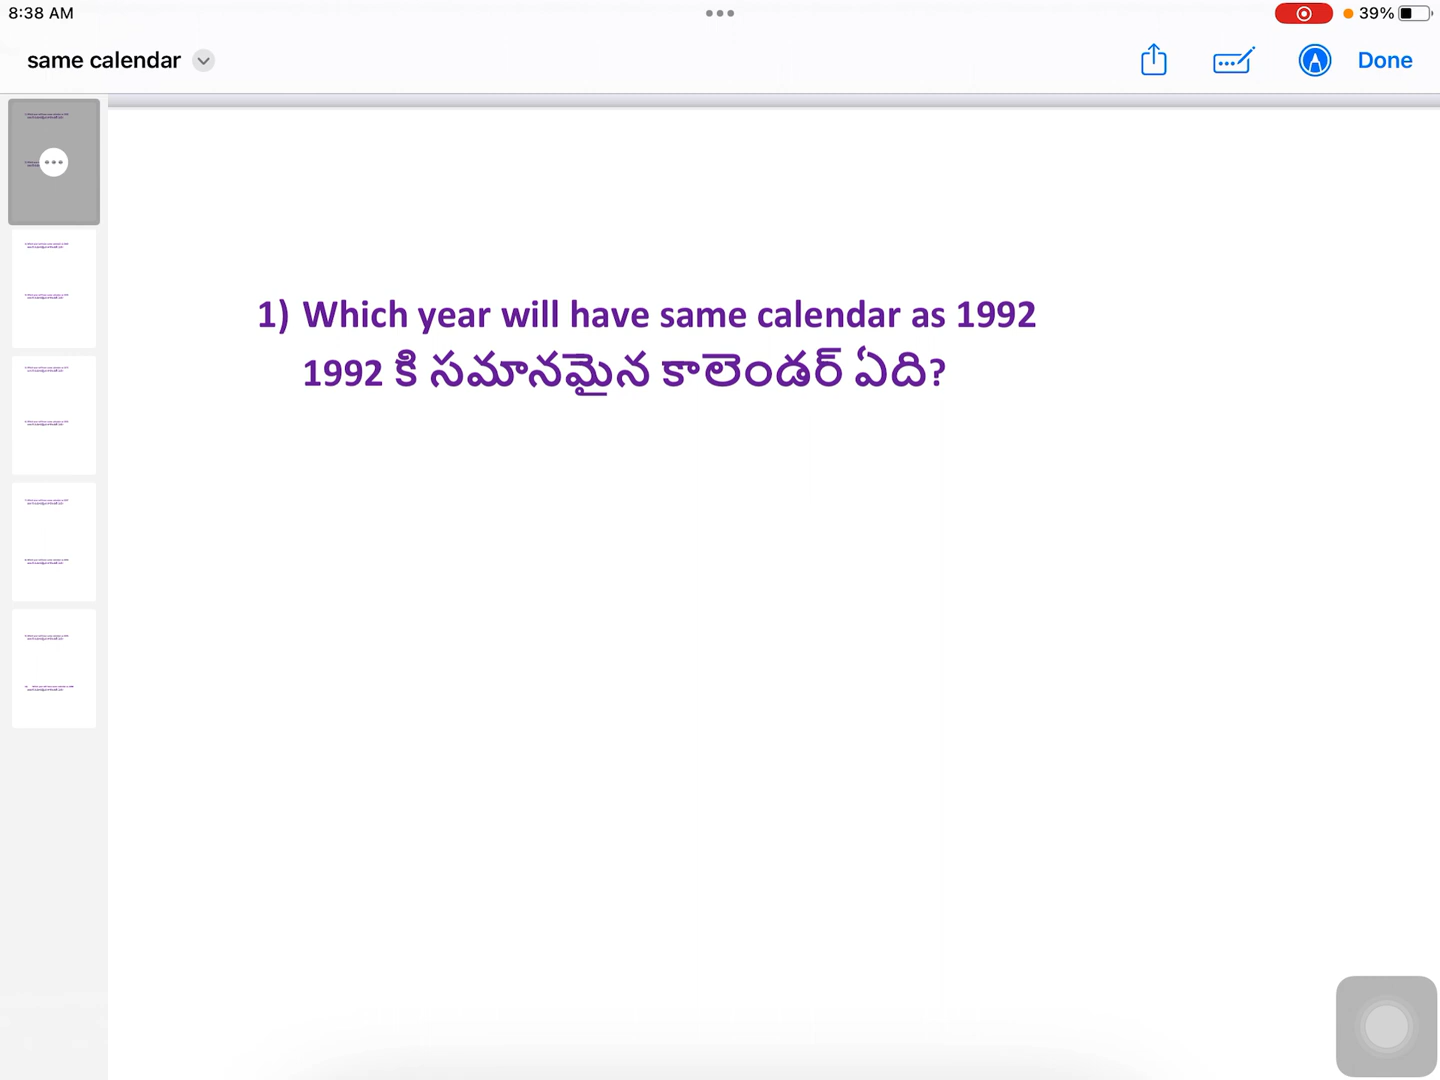 8:38 AM
39%
same calendar
Done
1) Which year will have same calendar as 1992
1992 కి సమానమైన కాలెండర్ ఏది?